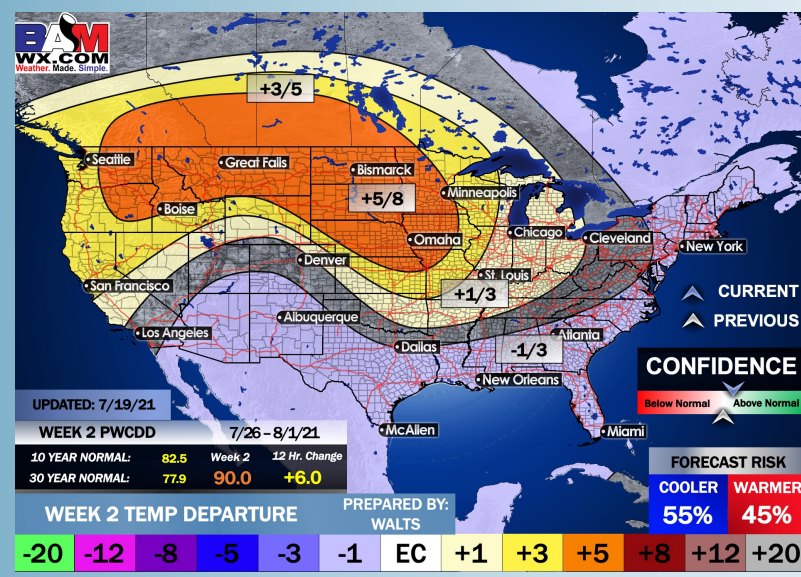 BAM
WX.COM
Weather. Made. Simple.
+3/5
Seattle
Great Falls
Bismarck
Minneapolis
+5/8
Boise
Omaha
Chicago
Cleveland
New York
Denver
St. Louis
San Francisco
+1/3
CURRENT
Albuquerque
PREVIOUS
Los Angeles
Atlanta
Dallas
-1/3
New Orleans
CONFIDENCE
Below Normal Above Normal
McAllen
Miami
UPDATED: 7/19/21
WEEK 2 PWCDD 7/26 – 8/1/21
10 YEAR NORMAL: 82.5 Week 2 12 Hr. Change
30 YEAR NORMAL: 77.9 90.0 +6.0
FORECAST RISK
COOLER WARMER
55% 45%
WEEK 2 TEMP DEPARTURE
PREPARED BY:
WALTS
-20 -12 -8 -5 -3 -1 EC +1 +3 +5 +8 +12 +20